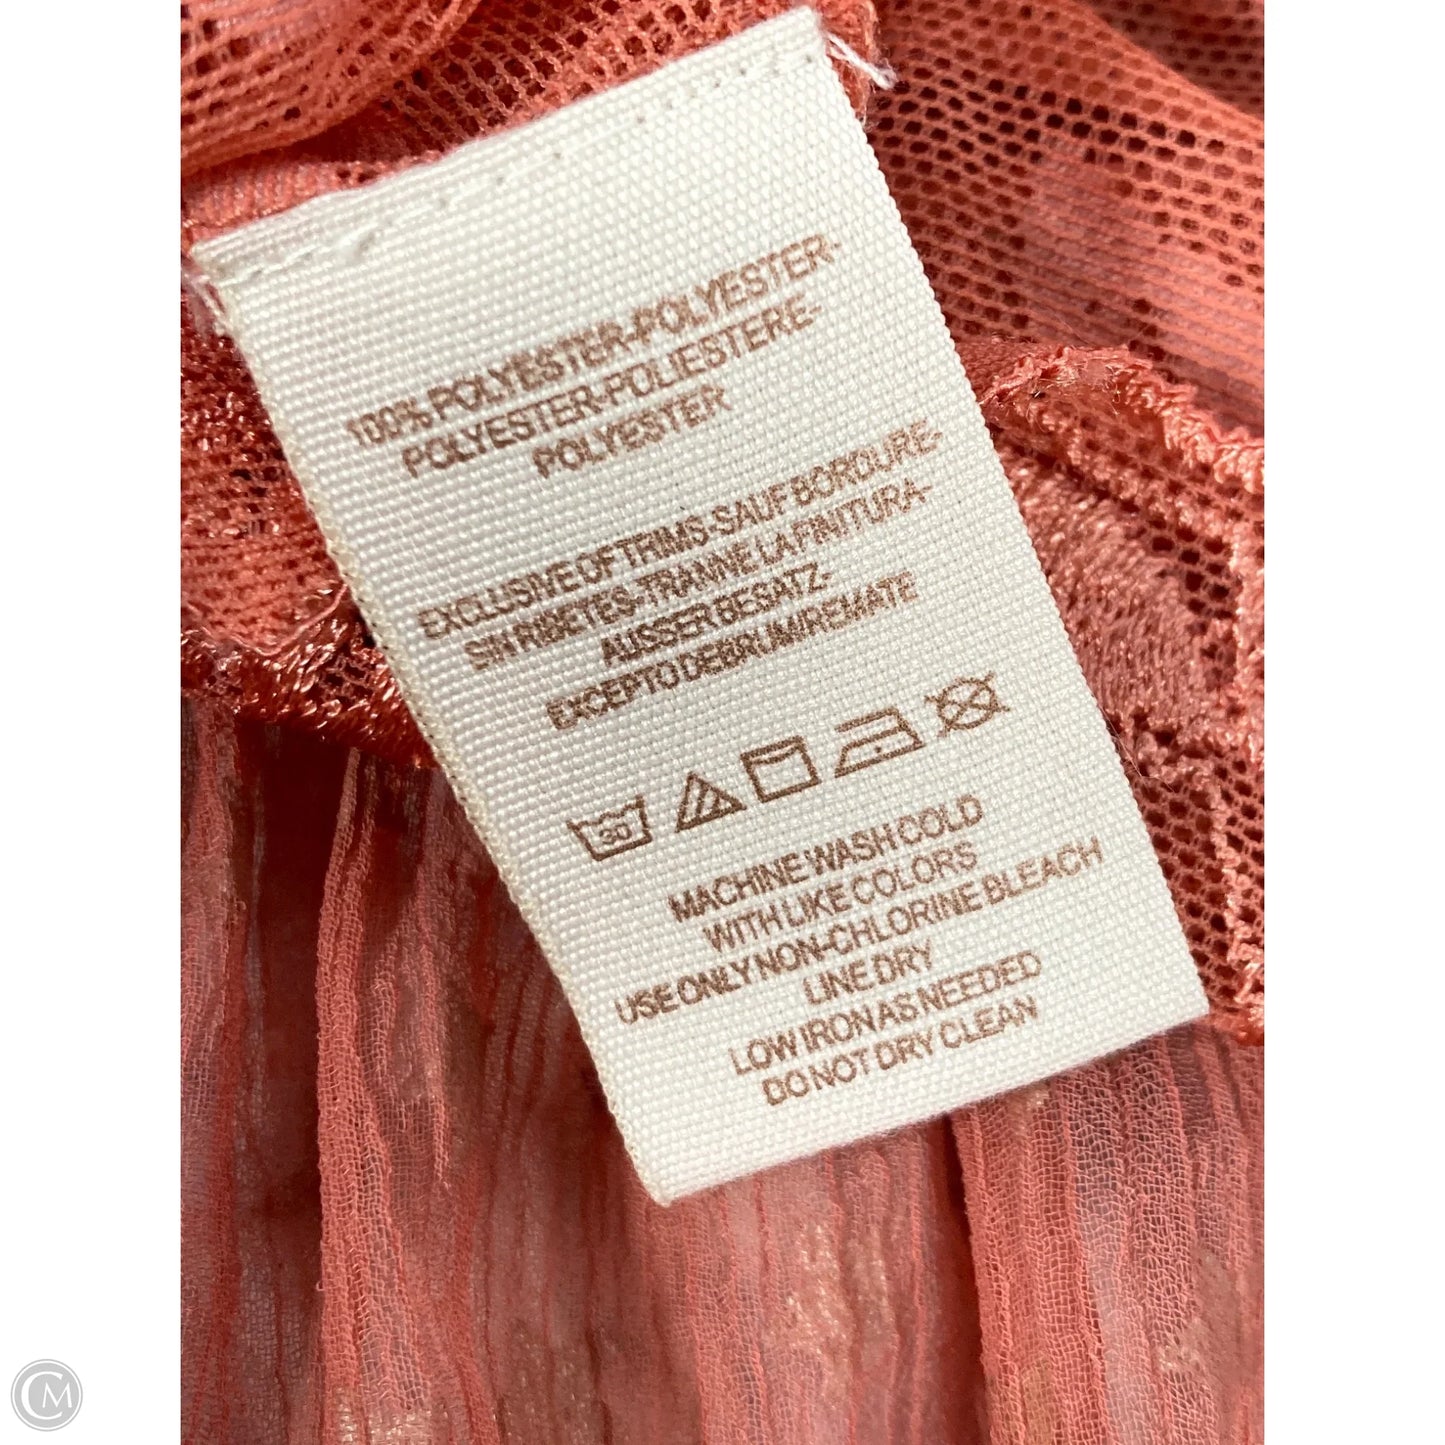 100% POLYESTER-POLYESTER-
POLYESTER-POLIESTERE-
POLYESTER
EXCLUSIVE OF TRIMS-SAUF BORDURE-
SIN RIBETES-TRANNE LA FINITURA-
AUSSER BESATZ-
EXCEPTO DEBRUM/REMATE
30
MACHINE WASH COLD
WITH LIKE COLORS
USE ONLY NON-CHLORINE BLEACH
LINE DRY
LOW IRON AS NEEDED
DO NOT DRY CLEAN
CM